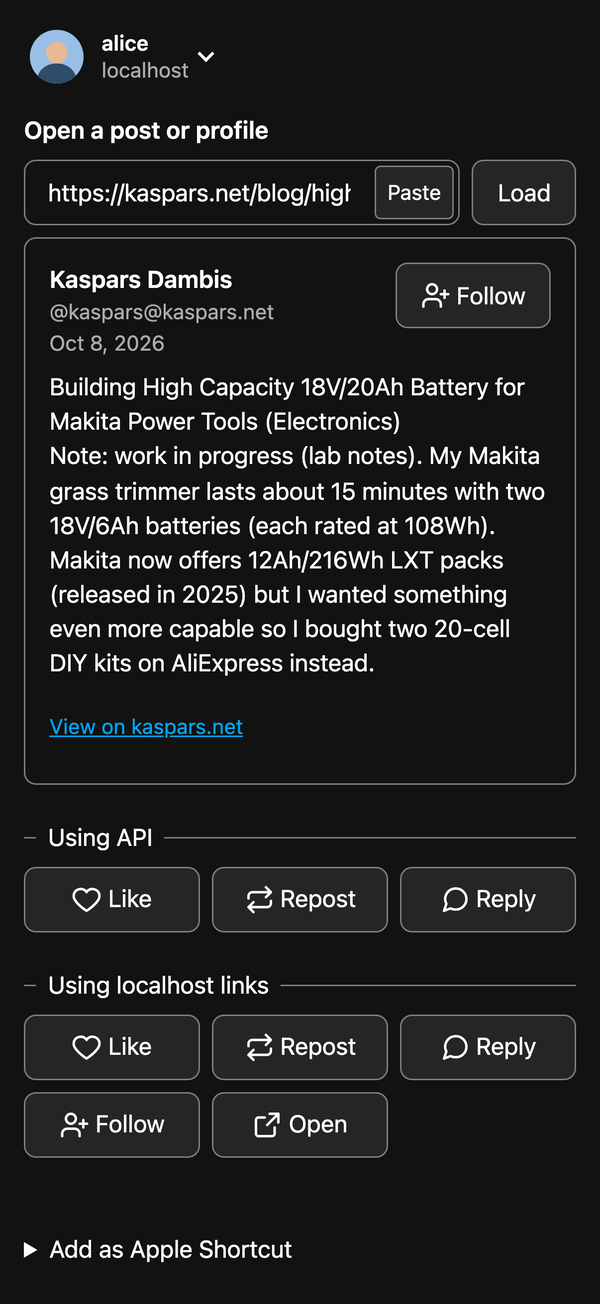 alice
localhost
Open a post or profile
https://kaspars.net/blog/high
Paste
Load
Kaspars Dambis
@kaspars@kaspars.net
Oct 8, 2026
Follow
Building High Capacity 18V/20Ah Battery for
Makita Power Tools (Electronics)
Note: work in progress (lab notes). My Makita
grass trimmer lasts about 15 minutes with two
18V/6Ah batteries (each rated at 108Wh).
Makita now offers 12Ah/216Wh LXT packs
(released in 2025) but I wanted something
even more capable so I bought two 20-cell
DIY kits on AliExpress instead.
View on kaspars.net
Using API
Like
Repost
Reply
Using localhost links
Like
Repost
Reply
Follow
Open
Add as Apple Shortcut